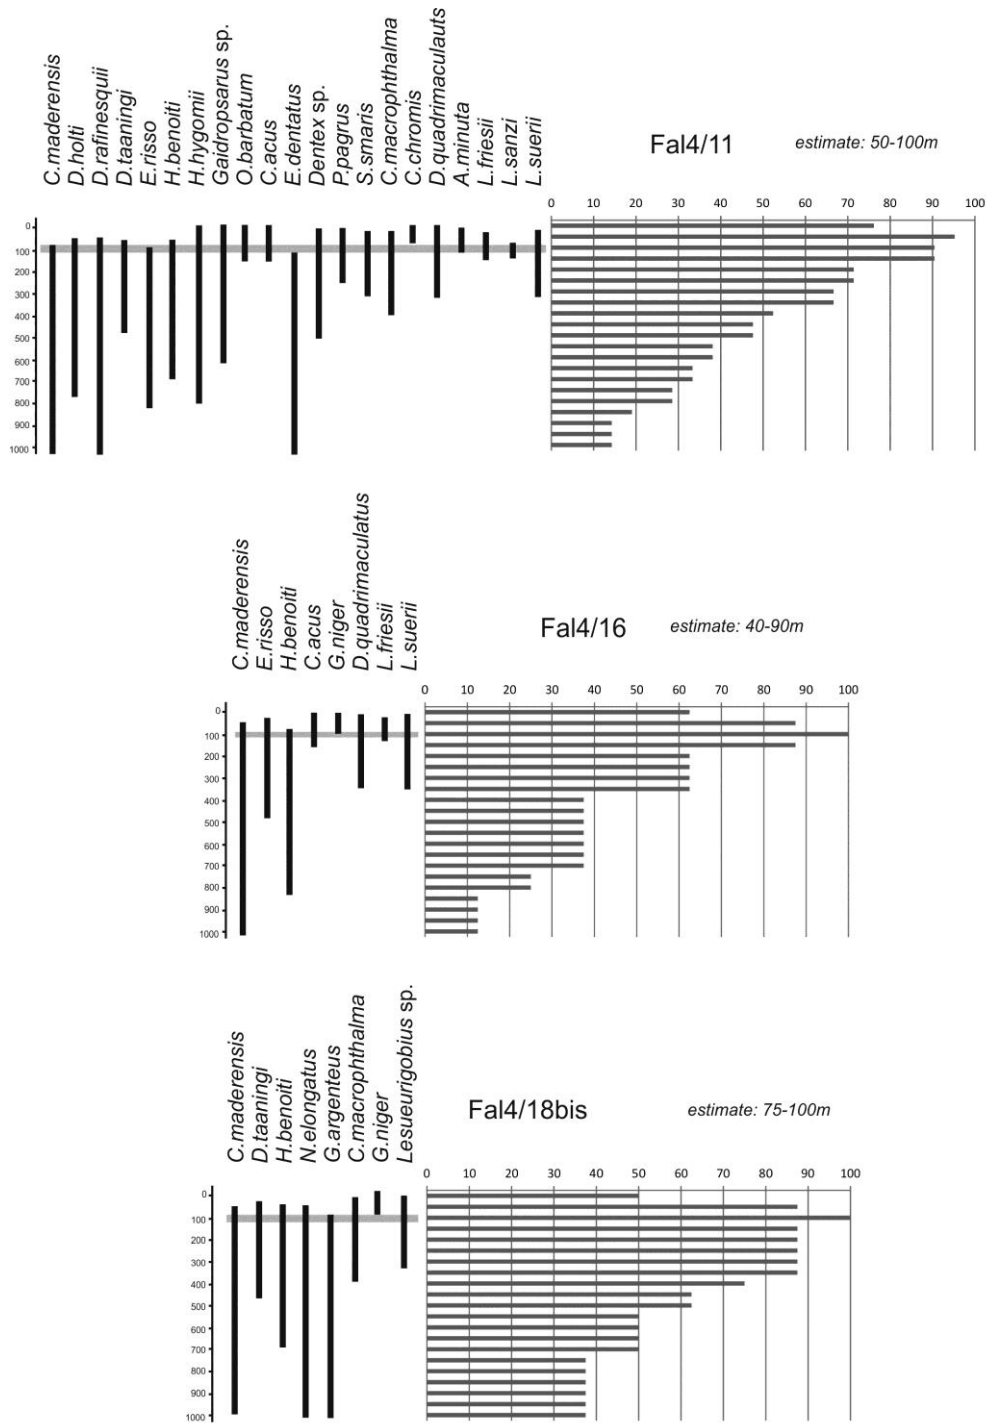 C.maderensis
D.holti
D.rafinesquii
D.taaningi
E.risso
H.benoiti
H.hygomii
Gaidropsarus sp.
O.barbatum
C.acus
E.dentatus
Dentex sp.
P.pagrus
S.smaris
C.macrophthalma
C.chromis
D.quadrimaculauts
A.minuta
L.friesii
L.sanzi
L.suerii
Fal4/11
estimate: 50-100m
0 10 20 30 40 50 60 70 80 90 100
0
100
200
300
400
500
600
700
800
900
1000
C.maderensis
E.risso
H.benoiti
C.acus
G.niger
D.quadrimaculatus
L.friesii
L.suerii
Fal4/16
estimate: 40-90m
0 10 20 30 40 50 60 70 80 90 100
0
100
200
300
400
500
600
700
800
900
1000
C.maderensis
D.taaningi
H.benoiti
N.elongatus
G.argenteus
C.macrophthalma
G.niger
Lesueurigobius sp.
Fal4/18bis
estimate: 75-100m
0 10 20 30 40 50 60 70 80 90 100
0
100
200
300
400
500
600
700
800
900
1000